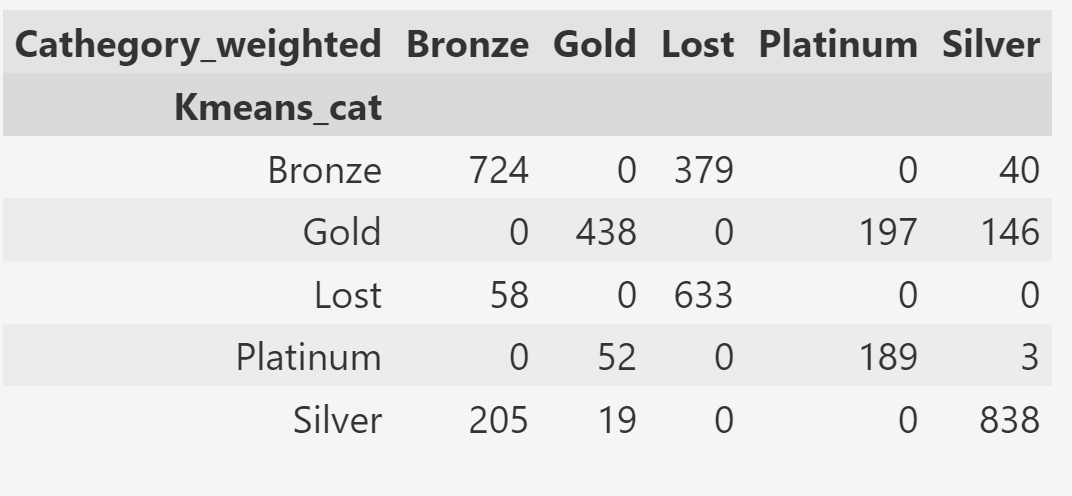 Cathegory_weighted Bronze Gold Lost Platinum Silver
Kmeans_cat
Bronze 724 0 379 0 40
Gold 0 438 0 197 146
Lost 58 0 633 0 0
Platinum 0 52 0 189 3
Silver 205 19 0 0 838